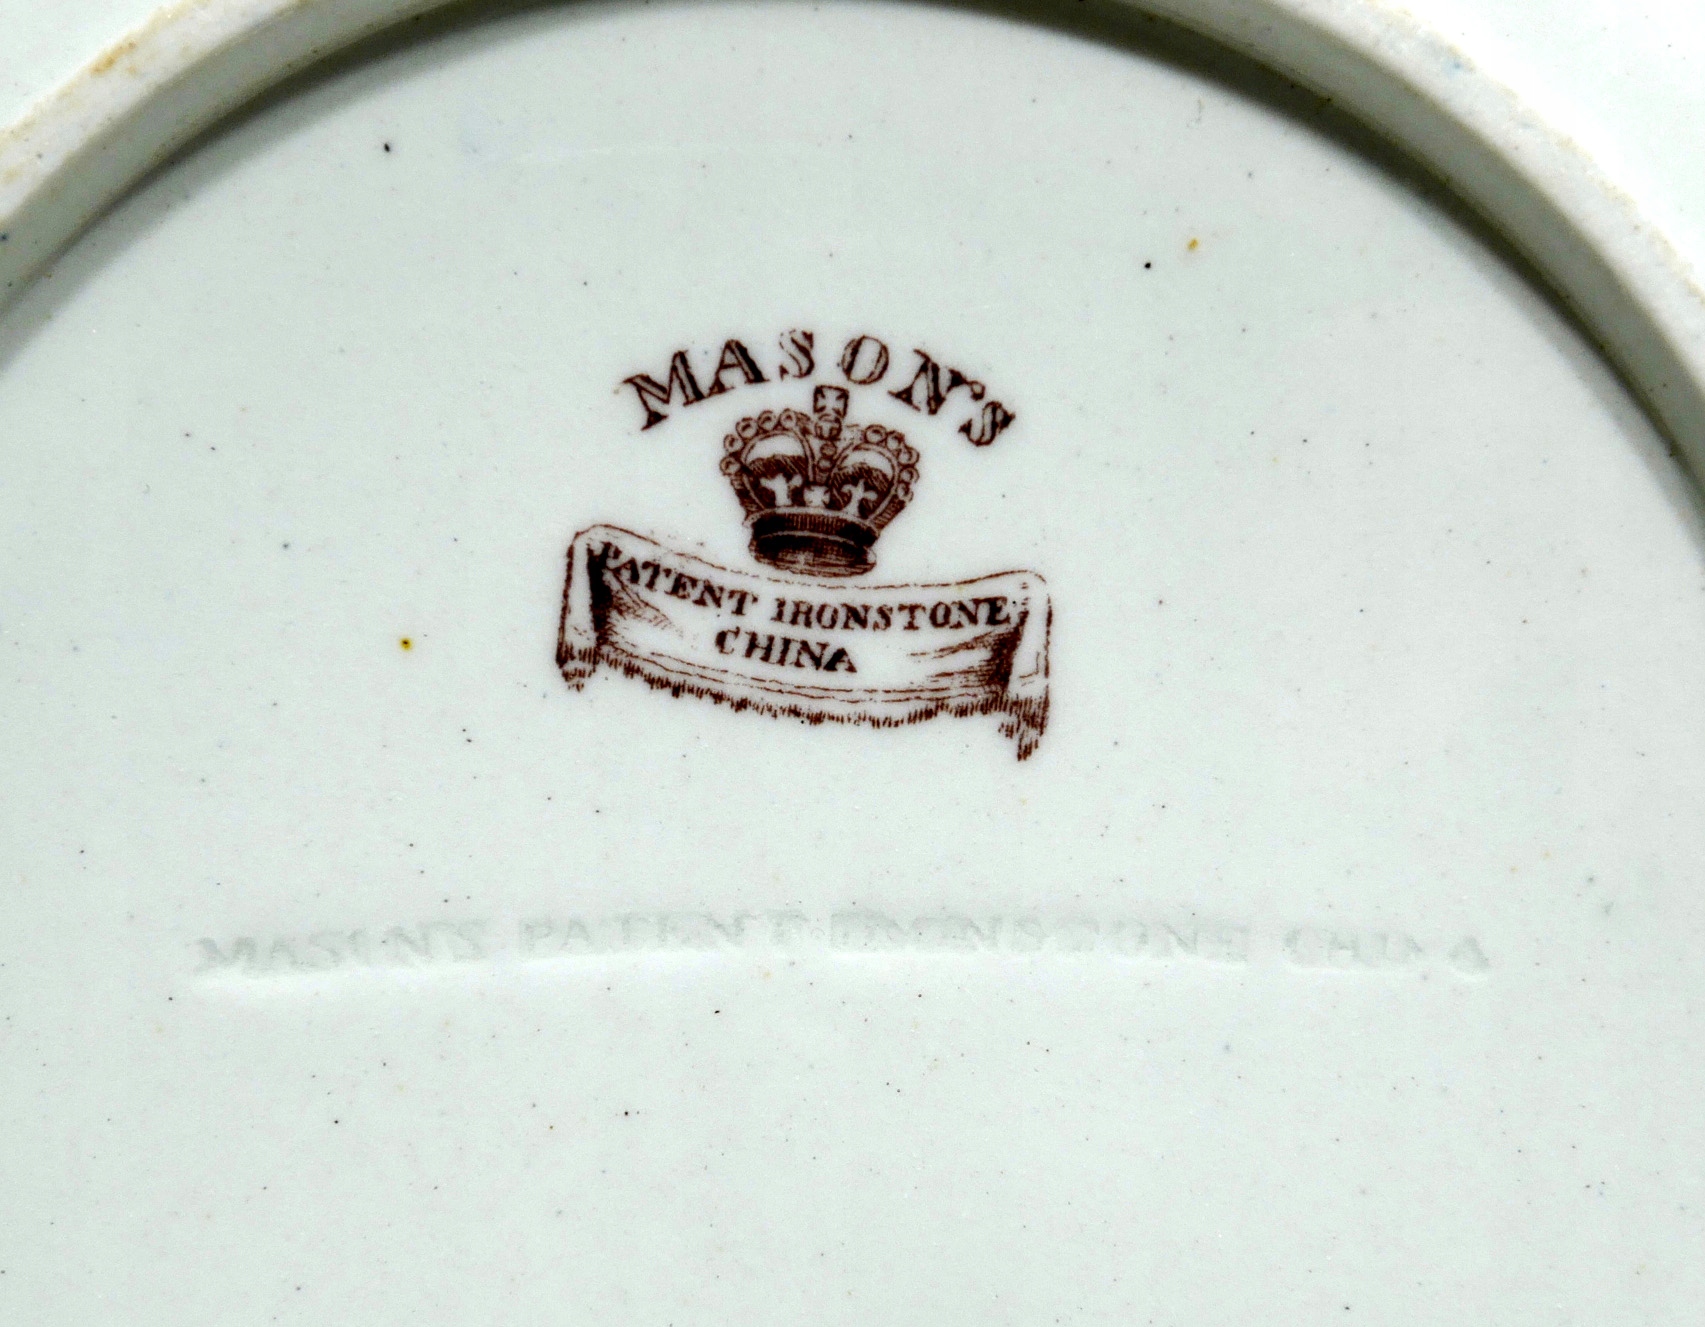 MASON'S
PATENT IRONSTONE
CHINA
MASON'S PATENT IRONSTONE CHINA